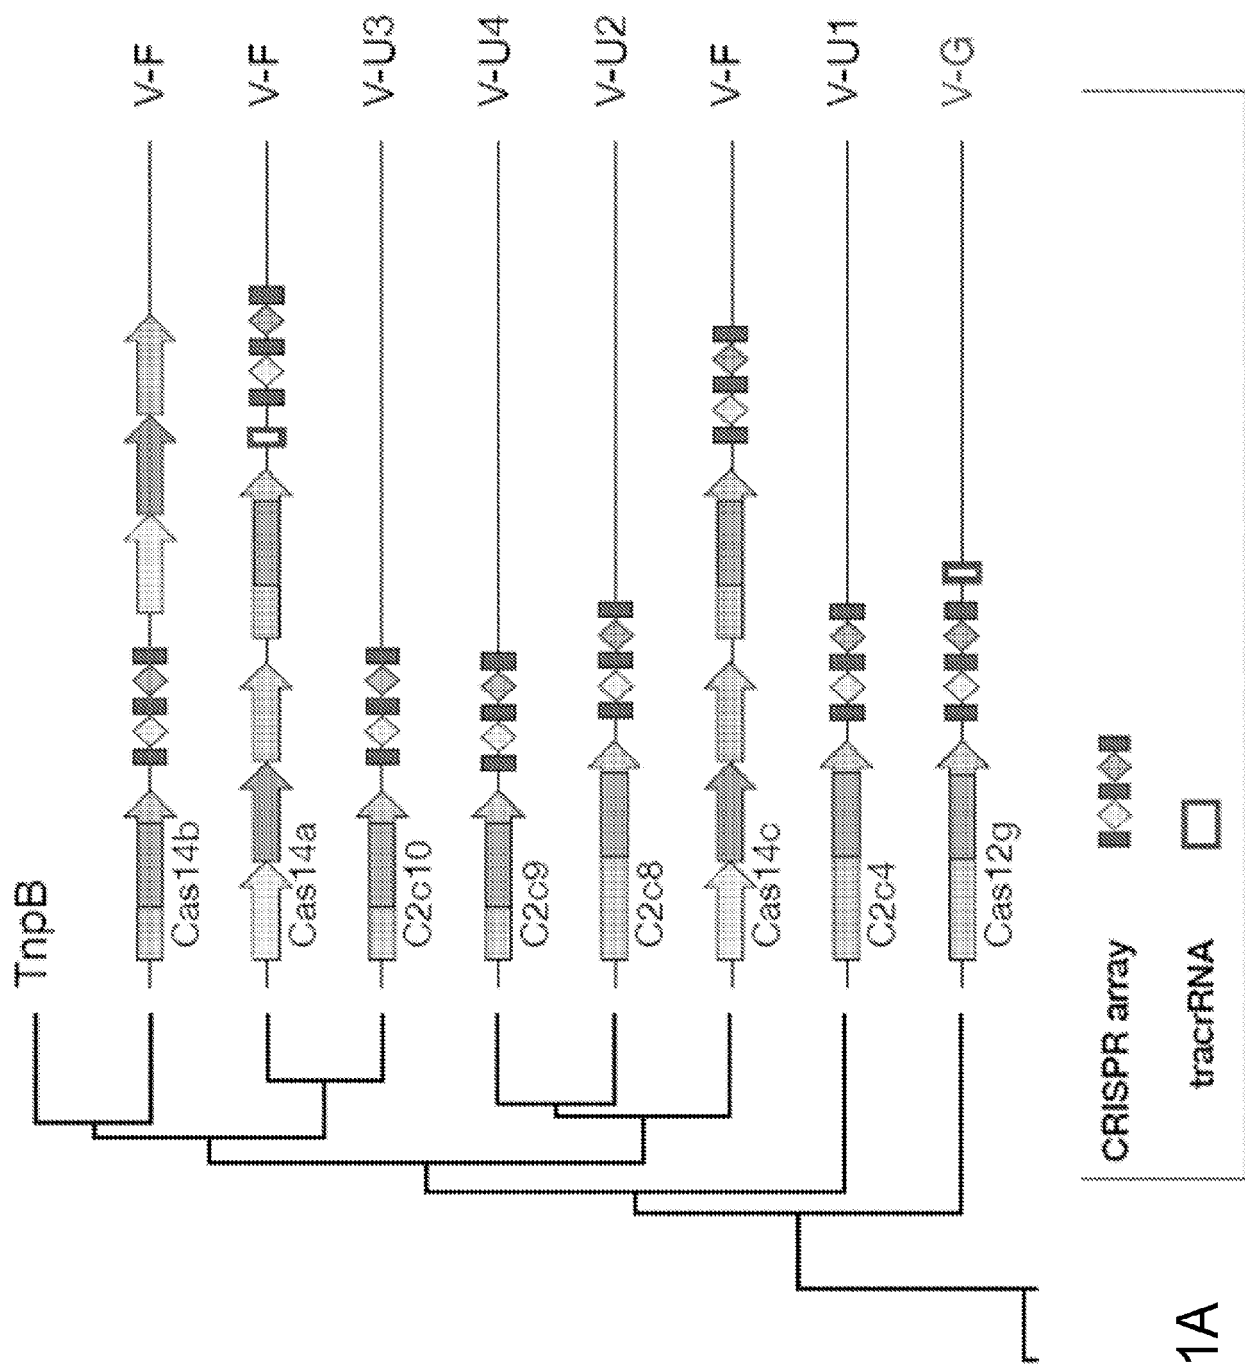 TnpB
Cas14b
V-F
Cas14a
V-F
C2c10
V-U3
C2c9
V-U4
C2c8
V-U2
Cas14c
V-F
C2c4
V-U1
Cas12g
V-G
CRISPR array
tracrRNA
1A